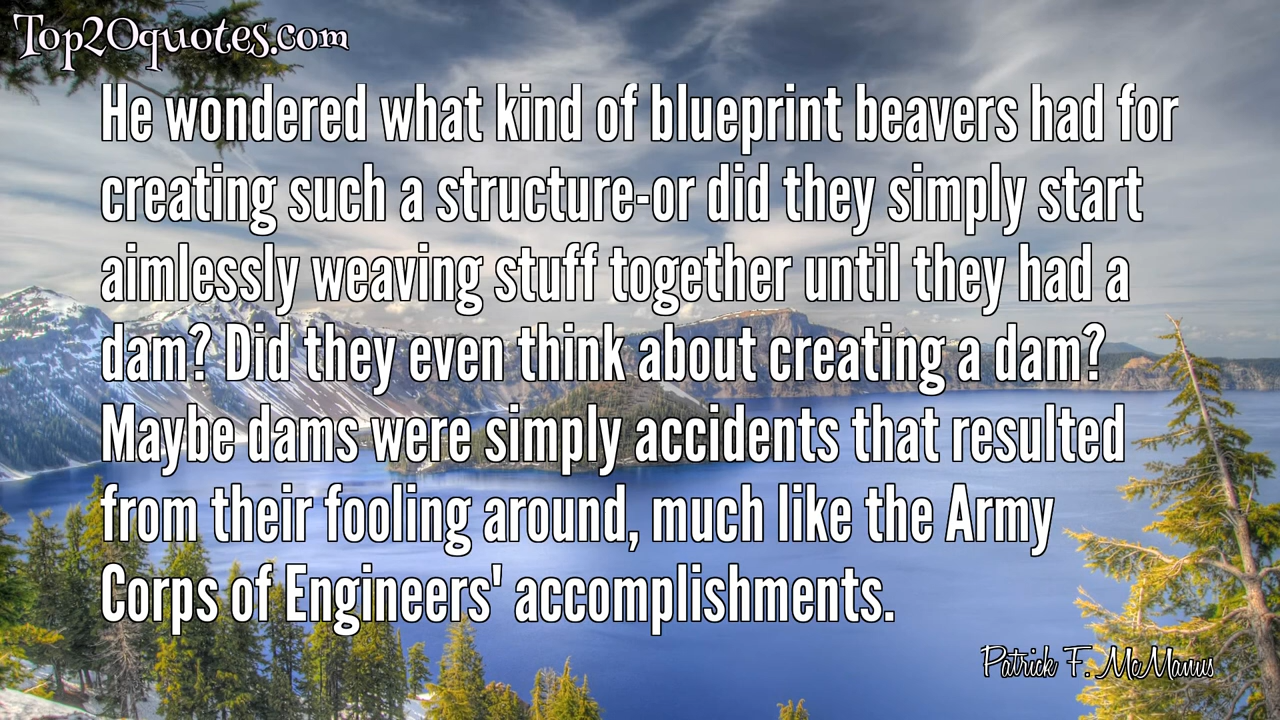 Top20quotes.com
He wondered what kind of blueprint beavers had for
creating such a structure-or did they simply start
aimlessly weaving stuff together until they had a
dam? Did they even think about creating a dam?
Maybe dams were simply accidents that resulted
from their fooling around, much like the Army
Corps of Engineers' accomplishments.
Patrick F. McManus